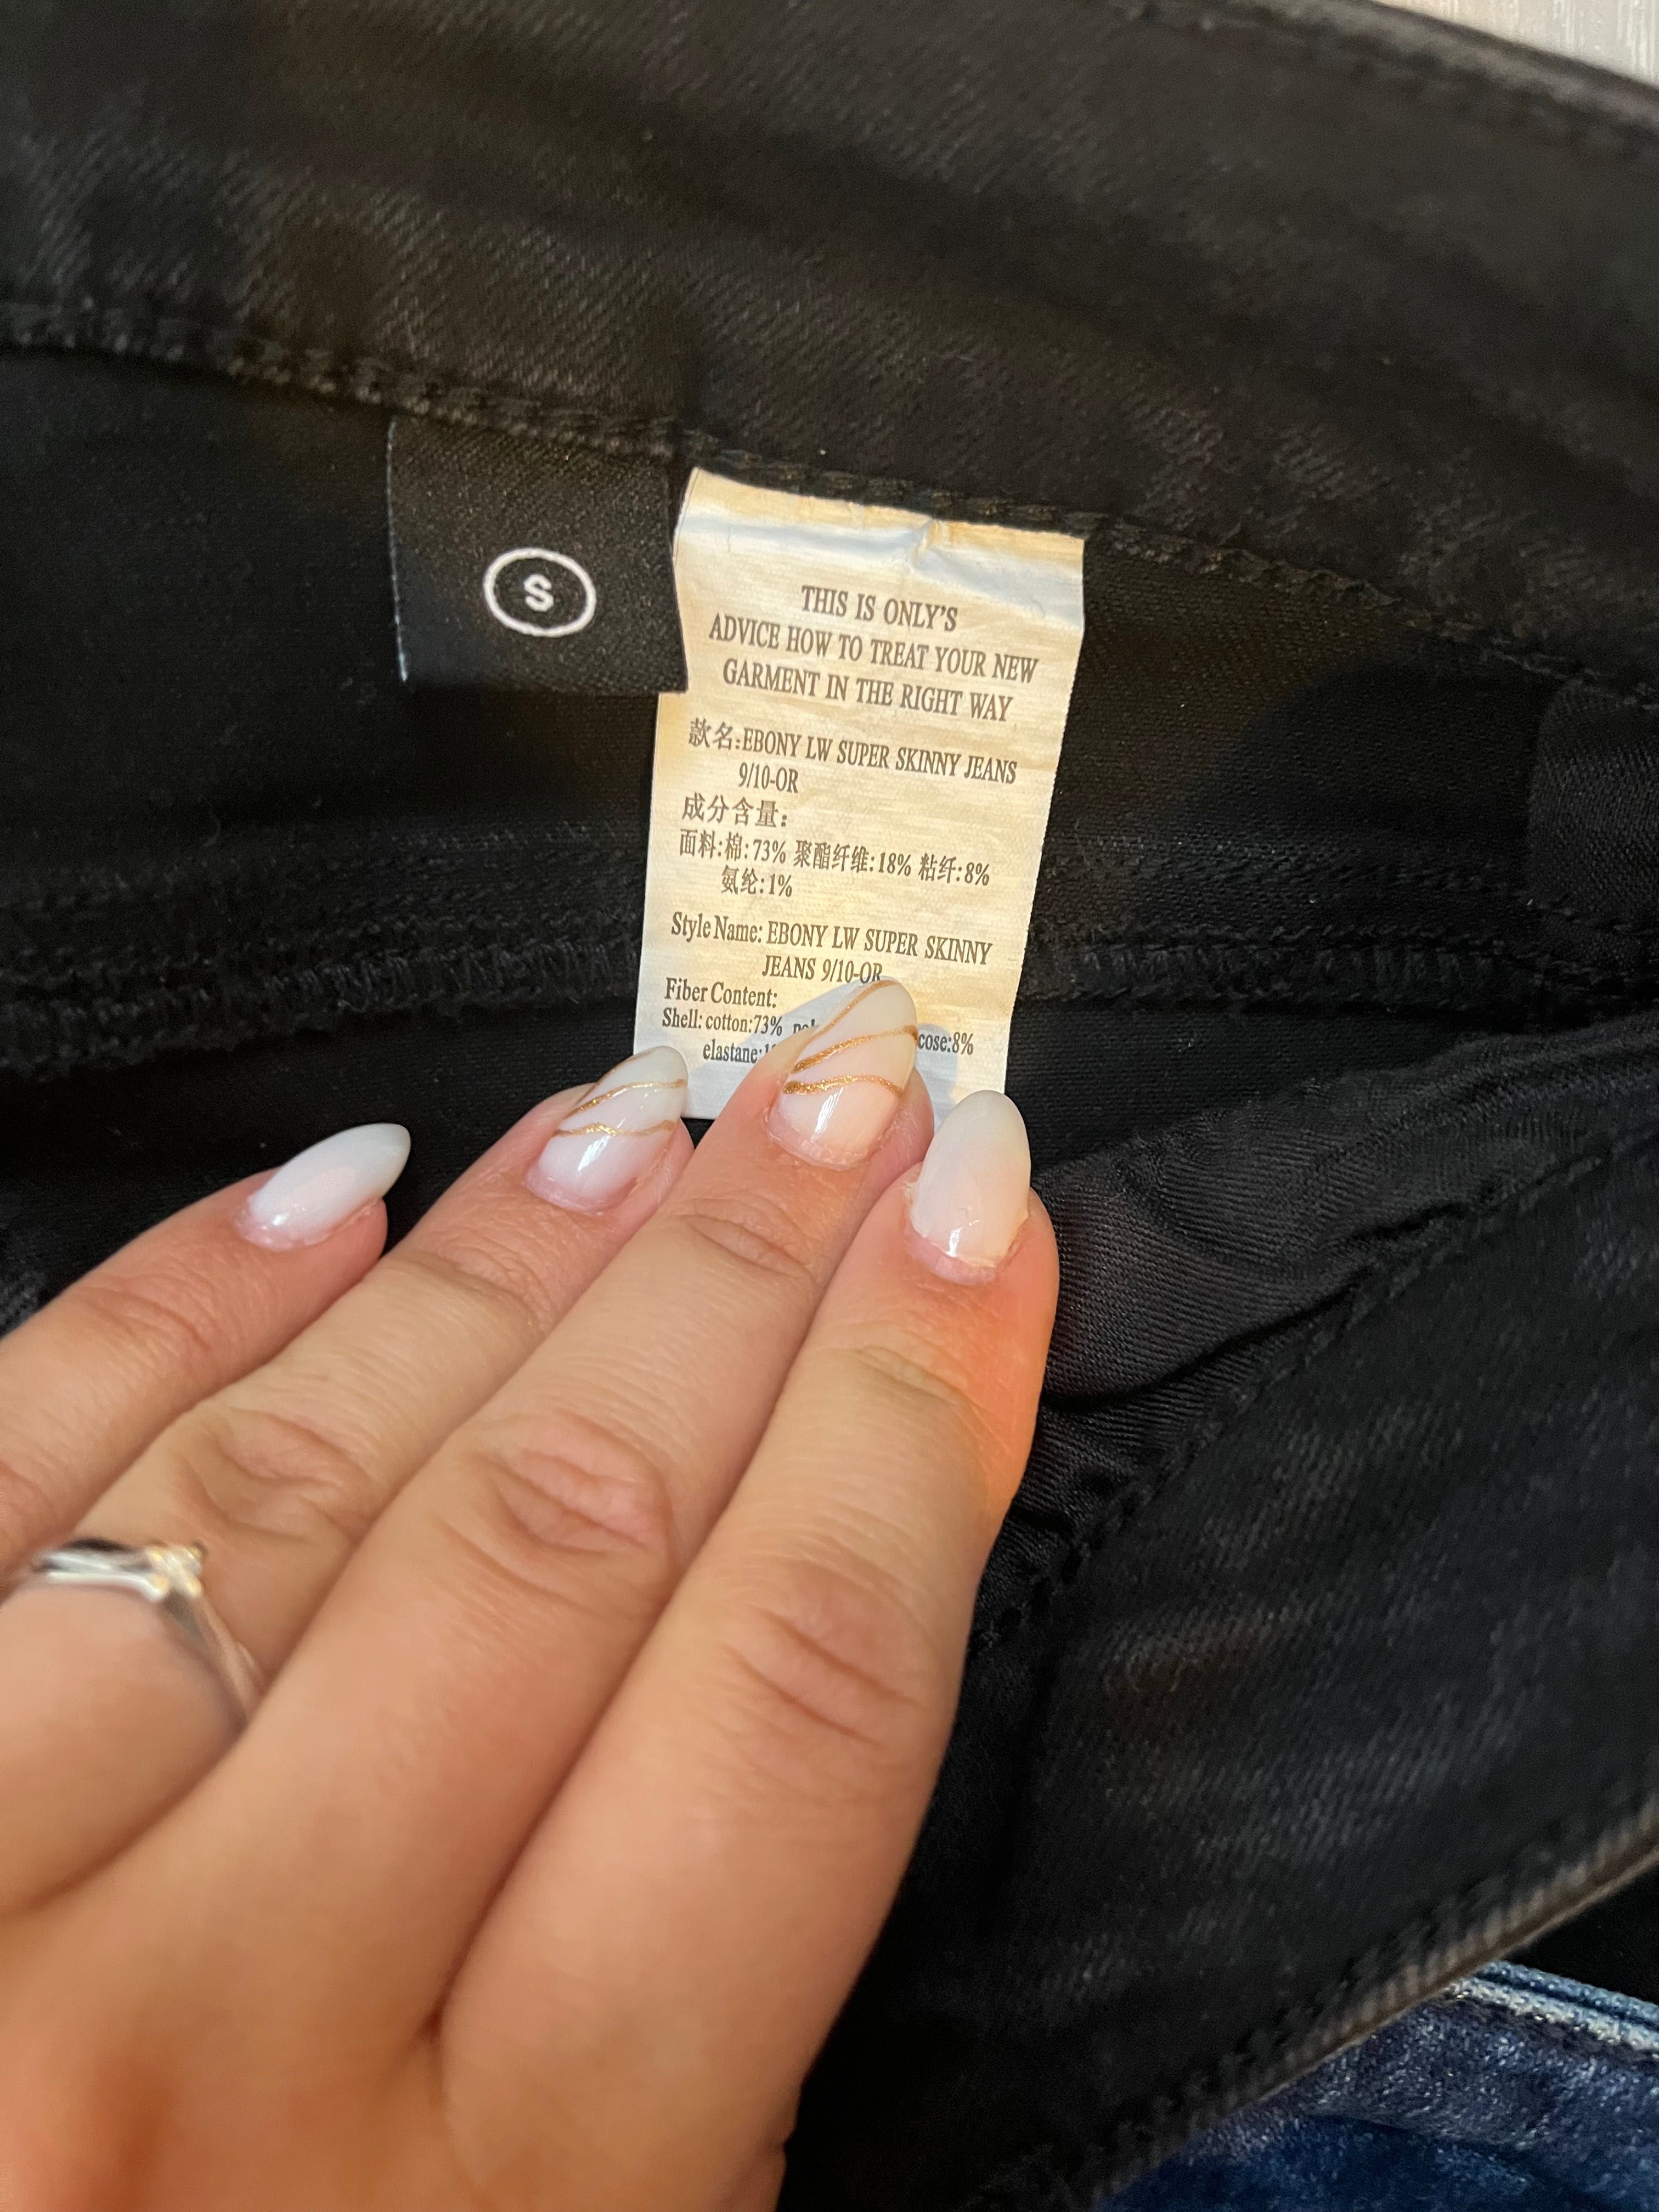 S
THIS IS ONLY'S
ADVICE HOW TO TREAT YOUR NEW
GARMENT IN THE RIGHT WAY
款名:EBONY LW SUPER SKINNY JEANS
9/10-OR
成分含量:
面料:棉:73% 聚酯纤维:18% 粘纤:8%
氨纶:1%
Style Name: EBONY LW SUPER SKINNY
JEANS 9/10-OR
Fiber Content:
Shell: cotton:73% cose:8%
elastane: